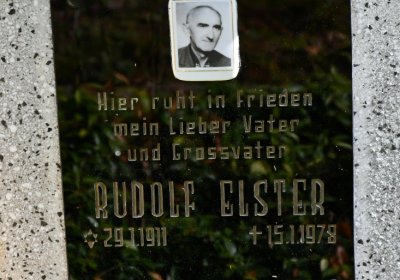 Hier ruht in Frieden
mein Lieber Vater
und Grossvater
RUDOLF ELSTER
✡ 29.1.1911 † 15.1.1978